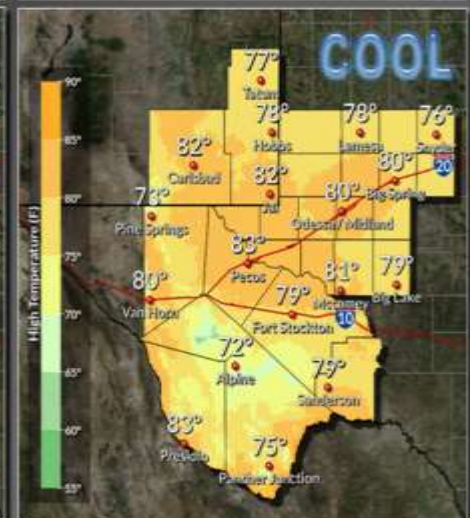 COOL
77°
Tatum
78°
Hobbs
78°
Lamesa
76°
Snyder
82°
Carlsbad
82°
Jal
80°
Big Spring
20
73°
Pine Springs
80°
Odessa/Midland
83°
Pecos
80°
Van Horn
79°
Fort Stockton
81°
McCamey
79°
Big Lake
10
72°
Alpine
79°
Sanderson
83°
Presidio
75°
Panther Junction
High Temperature (F)
90°
85°
80°
75°
70°
65°
60°
55°